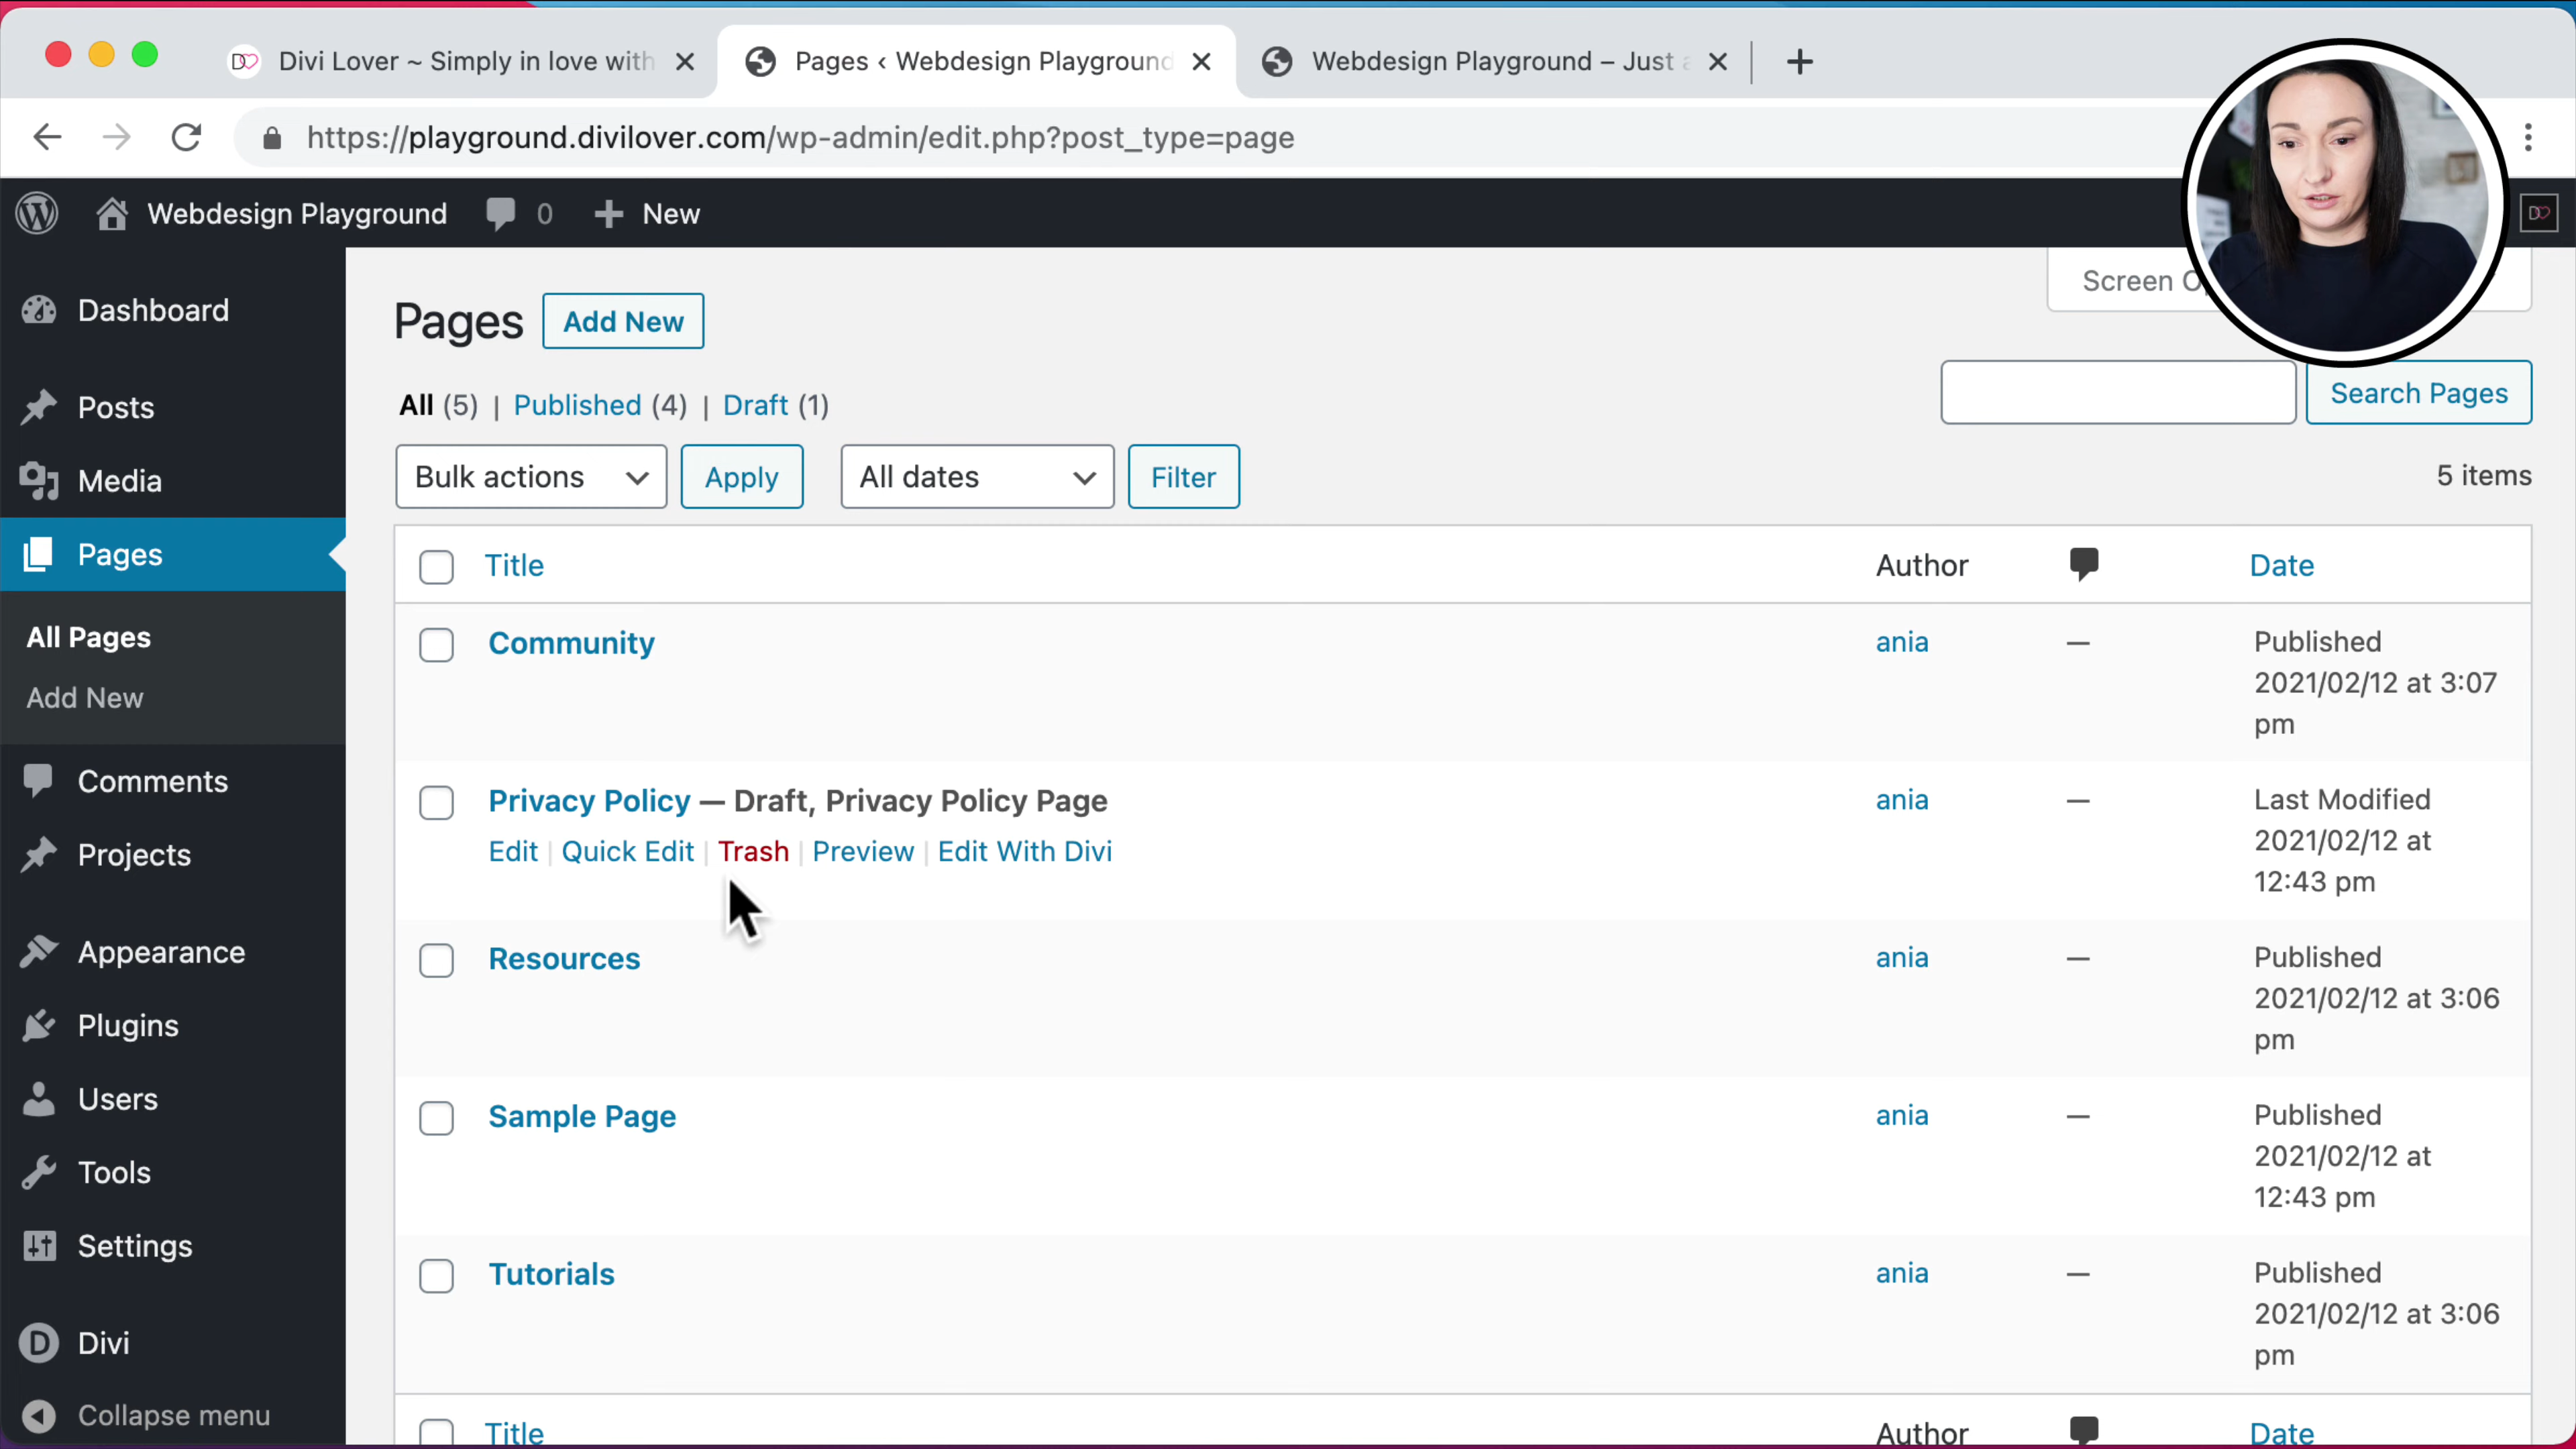 Divi Lover ~ Simply in love with
Pages ‹ Webdesign Playground
Webdesign Playground – Just a
https://playground.divilover.com/wp-admin/edit.php?post_type=page
Webdesign Playground 0 New
Dashboard
Posts
Media
Pages
All Pages
Add New
Comments
Projects
Appearance
Plugins
Users
Tools
Settings
Divi
Collapse menu
Pages Add New
Screen
All (5) | Published (4) | Draft (1)
Search Pages
Bulk actions Apply All dates Filter
5 items
Title Author Date
Community ania — Published
2021/02/12 at 3:07
pm
Privacy Policy — Draft, Privacy Policy Page ania — Last Modified
Edit | Quick Edit | Trash | Preview | Edit With Divi 2021/02/12 at
12:43 pm
Resources ania — Published
2021/02/12 at 3:06
pm
Sample Page ania — Published
2021/02/12 at
12:43 pm
Tutorials ania — Published
2021/02/12 at 3:06
pm
Title Author Date